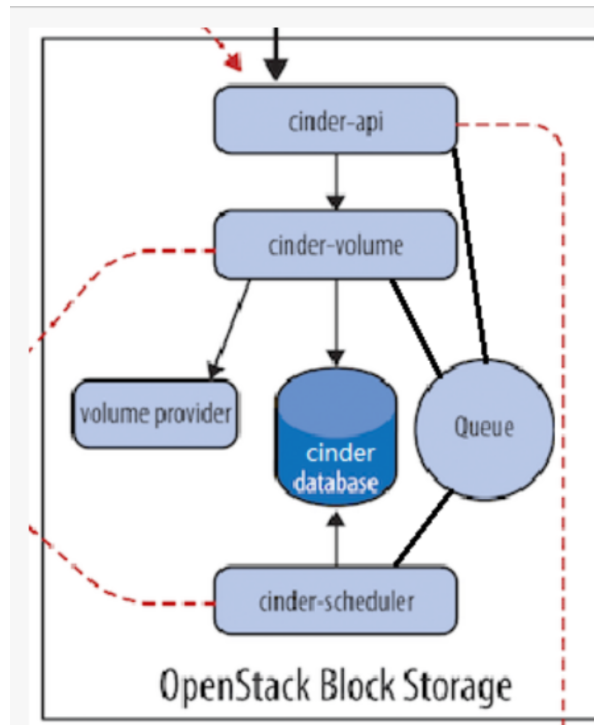 cinder-api
cinder-volume
volume provider
cinder
database
Queue
cinder-scheduler
OpenStack Block Storage